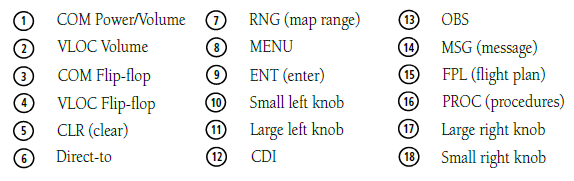 1 COM Power/Volume
2 VLOC Volume
3 COM Flip-flop
4 VLOC Flip-flop
5 CLR (clear)
6 Direct-to
7 RNG (map range)
8 MENU
9 ENT (enter)
10 Small left knob
11 Large left knob
12 CDI
13 OBS
14 MSG (message)
15 FPL (flight plan)
16 PROC (procedures)
17 Large right knob
18 Small right knob